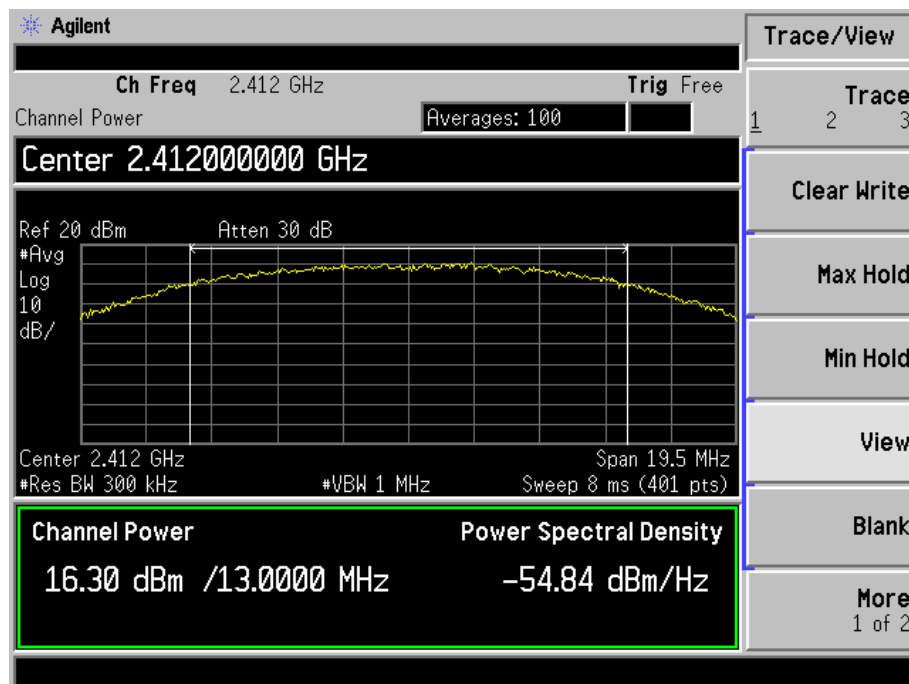 Agilent
Trace/View
Ch Freq 2.412 GHz Trig Free
Channel Power Averages: 100
Center 2.412000000 GHz
Ref 20 dBm Atten 30 dB
#Avg
Log
10
dB/
Center 2.412 GHz Span 19.5 MHz
#Res BW 300 kHz #VBW 1 MHz Sweep 8 ms (401 pts)
Channel Power Power Spectral Density
16.30 dBm /13.0000 MHz -54.84 dBm/Hz
Trace
1 2 3
Clear Write
Max Hold
Min Hold
View
Blank
More
1 of 2